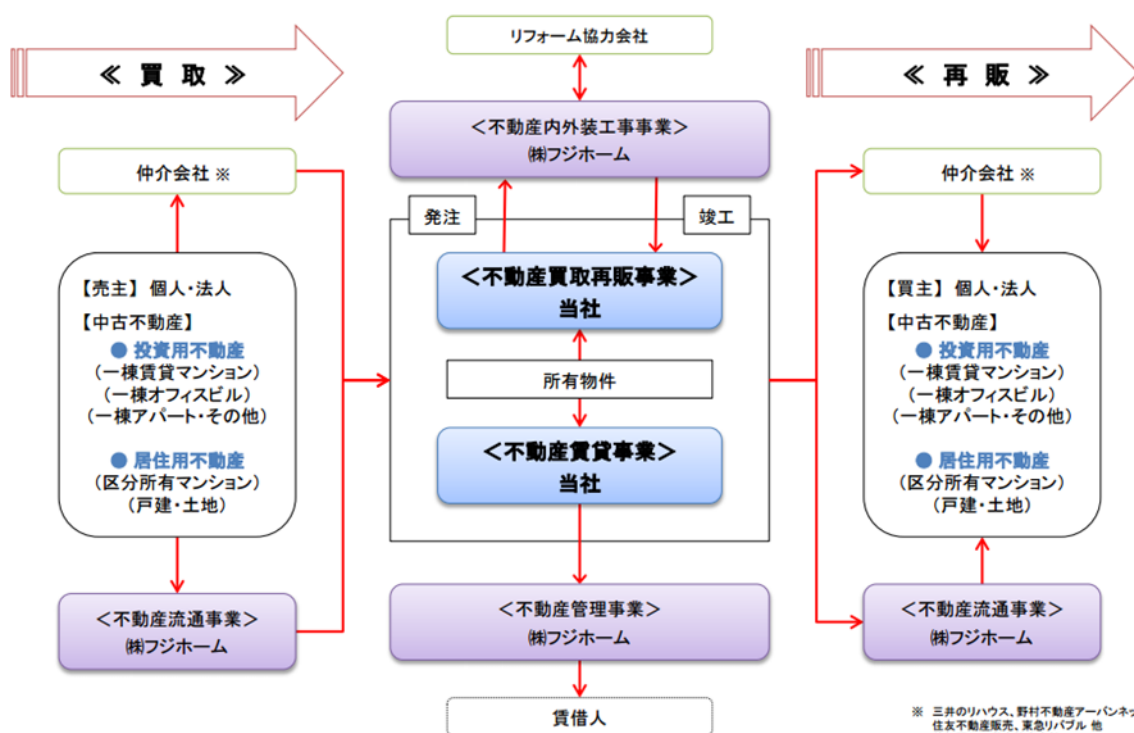 ≪ 買 取 ≫
リフォーム協力会社
≪ 再 販 ≫
＜不動産内外装工事事業＞
㈱フジホーム
仲介会社 ※
仲介会社 ※
発注
竣工
【売主】 個人・法人
【中古不動産】
● 投資用不動産
（一棟賃貸マンション）
（一棟オフィスビル）
（一棟アパート・その他）
● 居住用不動産
（区分所有マンション）
（戸建・土地）
＜不動産買取再販事業＞
当社
所有物件
＜不動産賃貸事業＞
当社
【買主】 個人・法人
【中古不動産】
● 投資用不動産
（一棟賃貸マンション）
（一棟オフィスビル）
（一棟アパート・その他）
● 居住用不動産
（区分所有マンション）
（戸建・土地）
＜不動産流通事業＞
㈱フジホーム
＜不動産管理事業＞
㈱フジホーム
＜不動産流通事業＞
㈱フジホーム
賃借人
※ 三井のリハウス、野村不動産アーバンネッ
住友不動産販売、東急リバブル 他